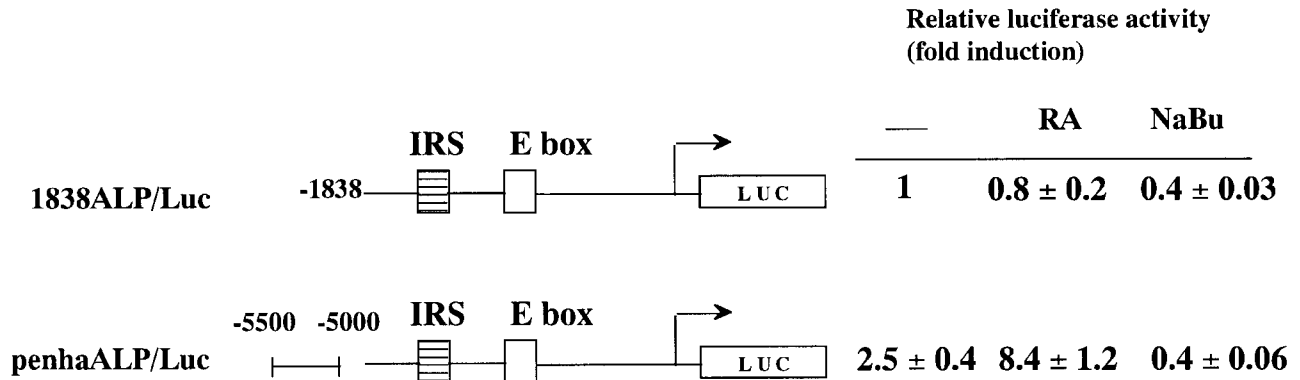 Relative luciferase activity
(fold induction)
— RA NaBu
IRS E box
1838ALP/Luc -1838 LUC 1 0.8 ± 0.2 0.4 ± 0.03
-5500 -5000 IRS E box
penhaALP/Luc LUC 2.5 ± 0.4 8.4 ± 1.2 0.4 ± 0.06